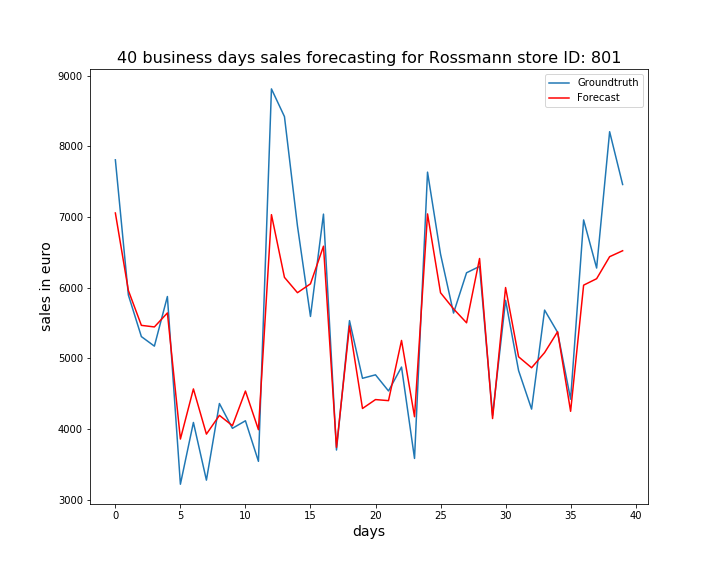 40 business days sales forecasting for Rossmann store ID: 801
Groundtruth
Forecast
9000
8000
7000
6000
5000
4000
3000
sales in euro
0 5 10 15 20 25 30 35 40
days